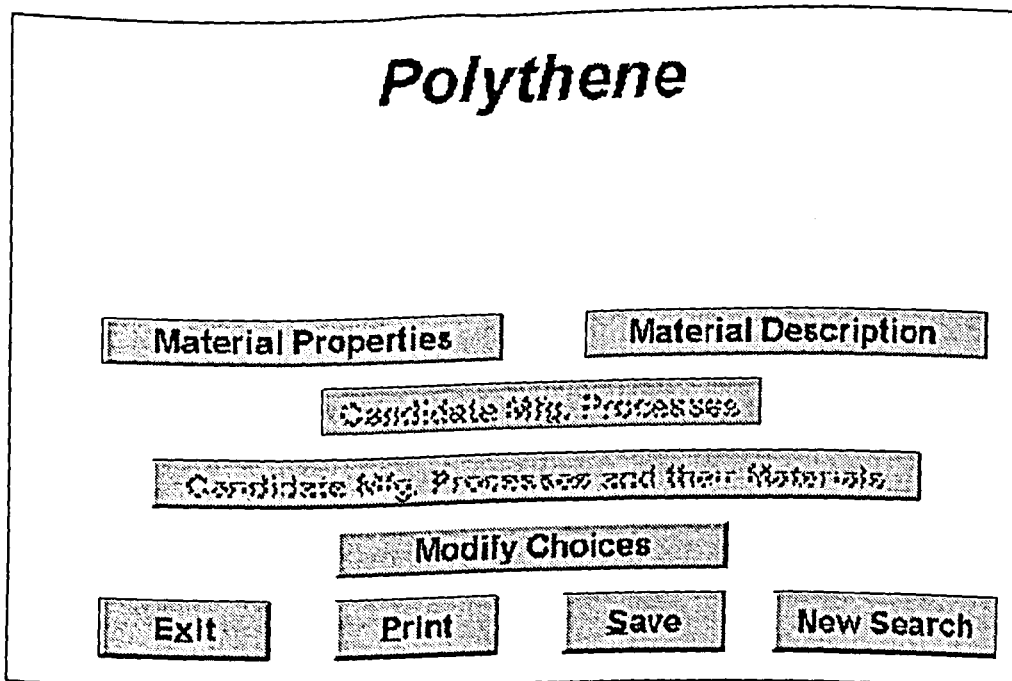 Polythene
Material Properties
Material Description
Candidate Mfg. Processes
Candidate Mfg. Processes and their Materials
Modify Choices
Exit
Print
Save
New Search